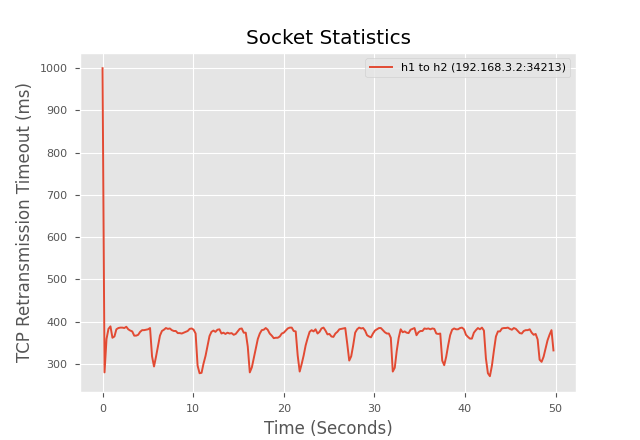 Socket Statistics
h1 to h2 (192.168.3.2:34213)
TCP Retransmission Timeout (ms)
1000
900
800
700
600
500
400
300
0 10 20 30 40 50
Time (Seconds)